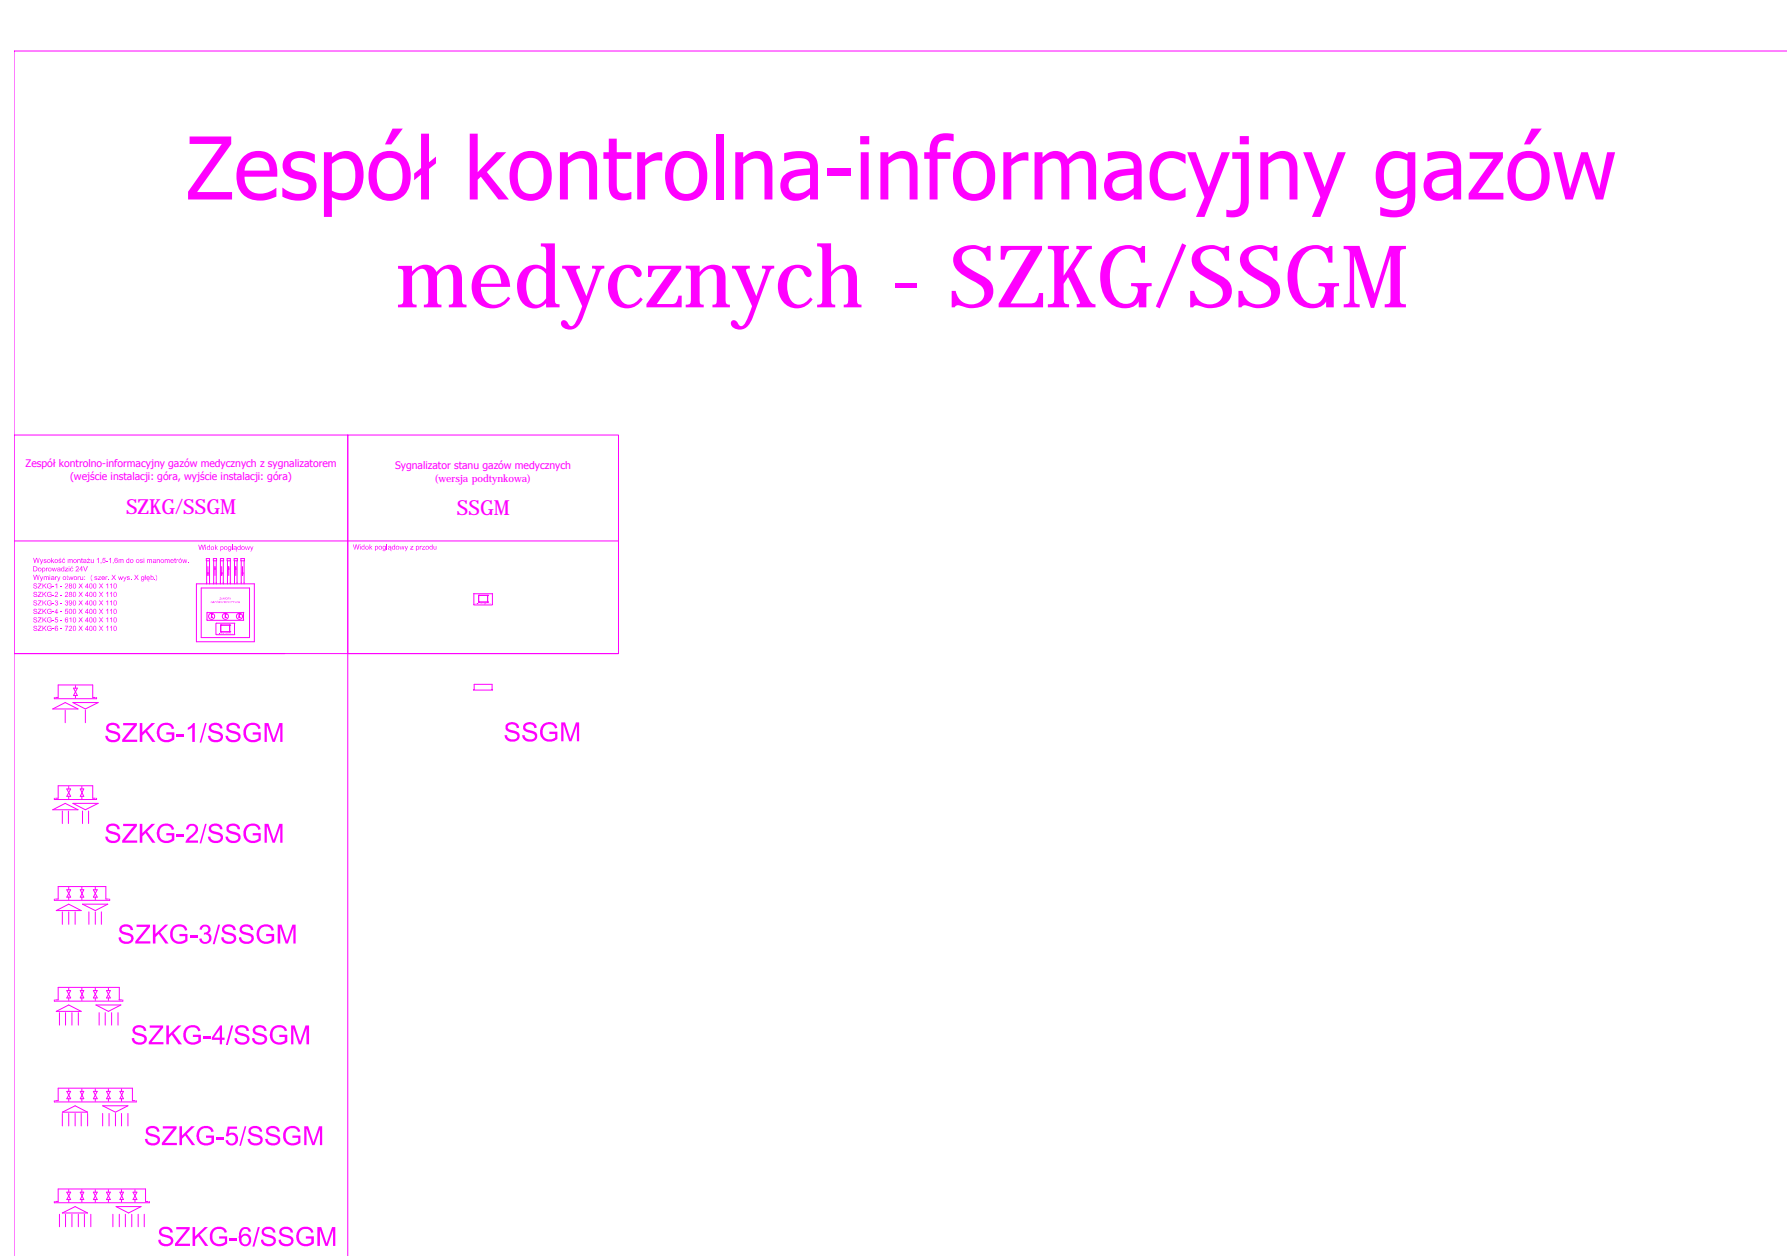 Zespół kontrolna-informacyjny gazów
medycznych - SZKG/SSGM
Zespół kontrolno-informacyjny gazów medycznych z sygnalizatorem
(wejście instalacji: góra, wyjście instalacji: góra)
SZKG/SSGM
Sygnalizator stanu gazów medycznych
(wersja podtynkowa)
SSGM
Widok poglądowy
Wysokość montażu 1,5-1,6m do osi manometrów.
Doprowadzić 24V
Wymiary otworu: ( szer. X wys. X głęb.)
SZKG-1 - 280 X 400 X 110
SZKG-2 - 280 X 400 X 110
SZKG-3 - 390 X 400 X 110
SZKG-4 - 500 X 400 X 110
SZKG-5 - 610 X 400 X 110
SZKG-6 - 720 X 400 X 110
Widok poglądowy z przodu
SZKG-1/SSGM
SSGM
SZKG-2/SSGM
SZKG-3/SSGM
SZKG-4/SSGM
SZKG-5/SSGM
SZKG-6/SSGM